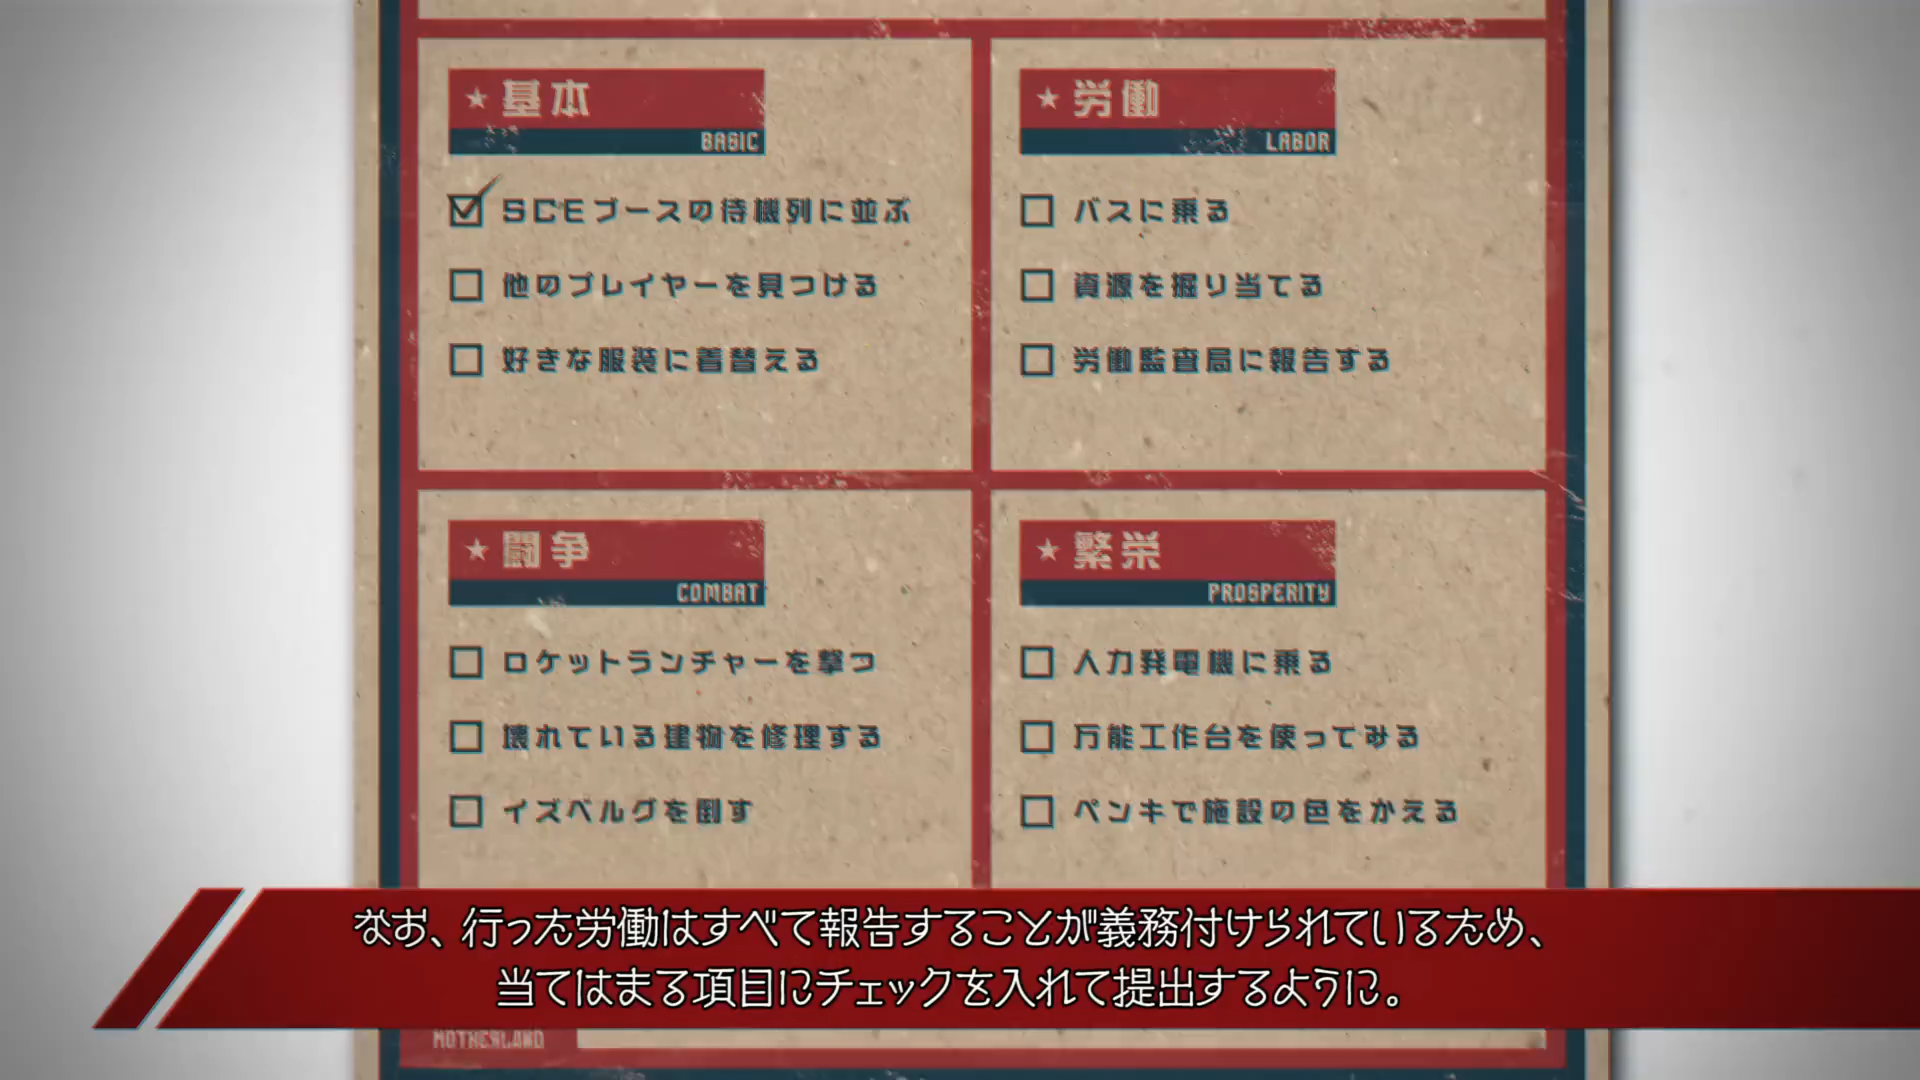 ★基本
BASIC
SCEブースの待機列に並ぶ
他のプレイヤーを見つける
好きな服装に着替える
★労働
LABOR
バスに乗る
資源を掘り当てる
労働監査局に報告する
★闘争
COMBAT
ロケットランチャーを撃つ
壊れている建物を修理する
イズベルグを倒す
★繁栄
PROSPERITY
人力発電機に乗る
万能工作台を使ってみる
ペンキで施設の色をかえる
なお、行った労働はすべて報告することが義務付けられているため、
当てはまる項目にチェックを入れて提出するように。
MOTHERLAND